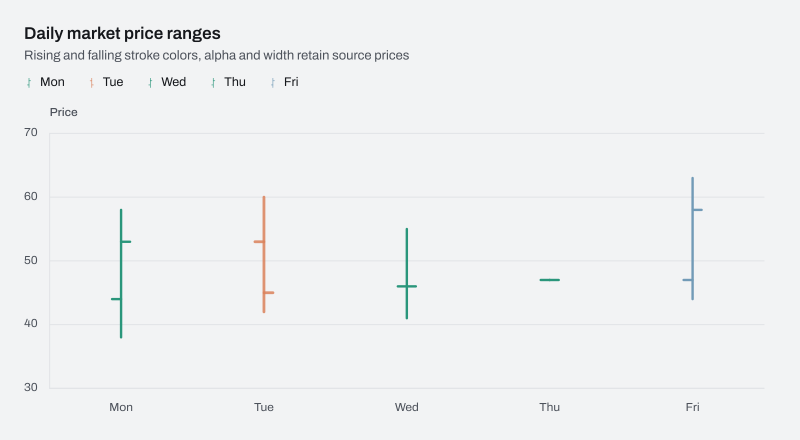 Daily market price ranges
Rising and falling stroke colors, alpha and width retain source prices
Mon Tue Wed Thu Fri
Price
70
60
50
40
30
Mon Tue Wed Thu Fri